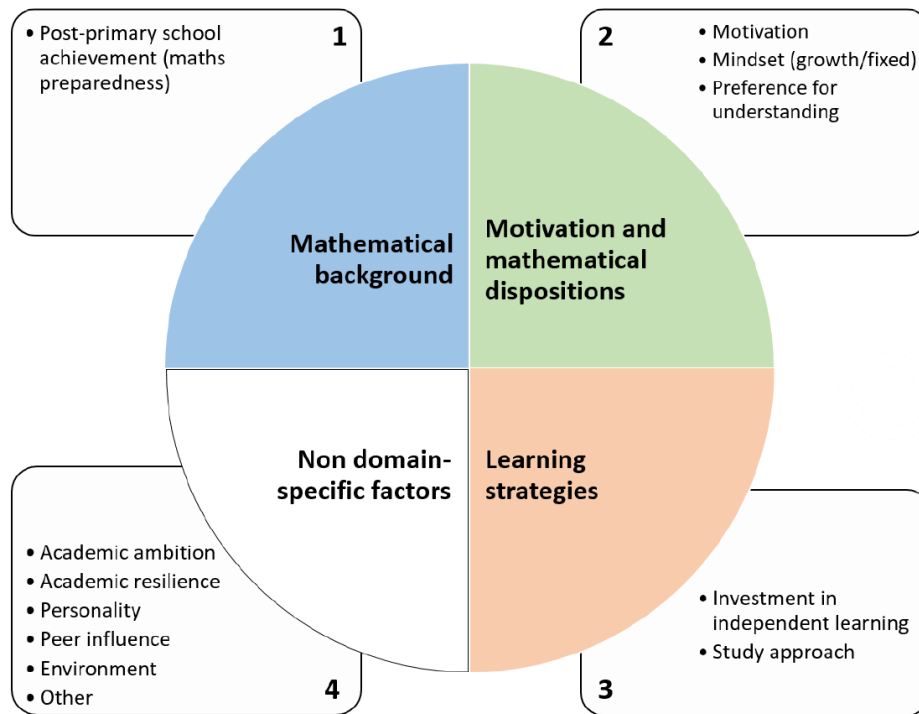 • Post-primary school
achievement (maths
preparedness)
1
2
• Motivation
• Mindset (growth/fixed)
• Preference for
understanding
Mathematical
background
Motivation and
mathematical
dispositions
Non domain-
specific factors
Learning
strategies
• Academic ambition
• Academic resilience
• Personality
• Peer influence
• Environment
• Other
4
• Investment in
independent learning
• Study approach
3